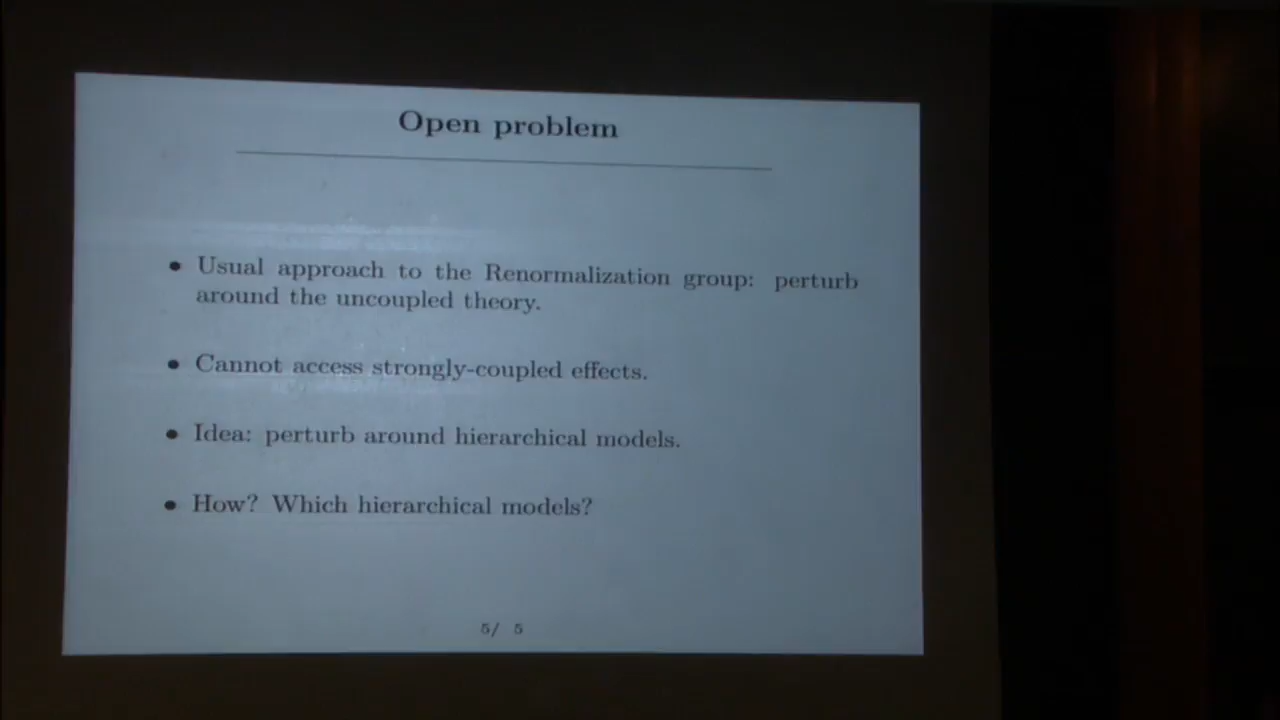 Open problem
• Usual approach to the Renormalization group: perturb
around the uncoupled theory.
• Cannot access strongly-coupled effects.
• Idea: perturb around hierarchical models.
• How? Which hierarchical models?
5/ 5